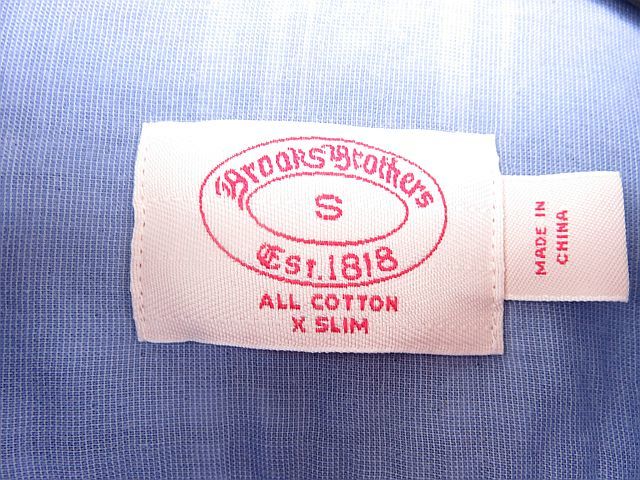 Brooks Brothers
S
Est. 1818
ALL COTTON
X SLIM
MADE IN
CHINA